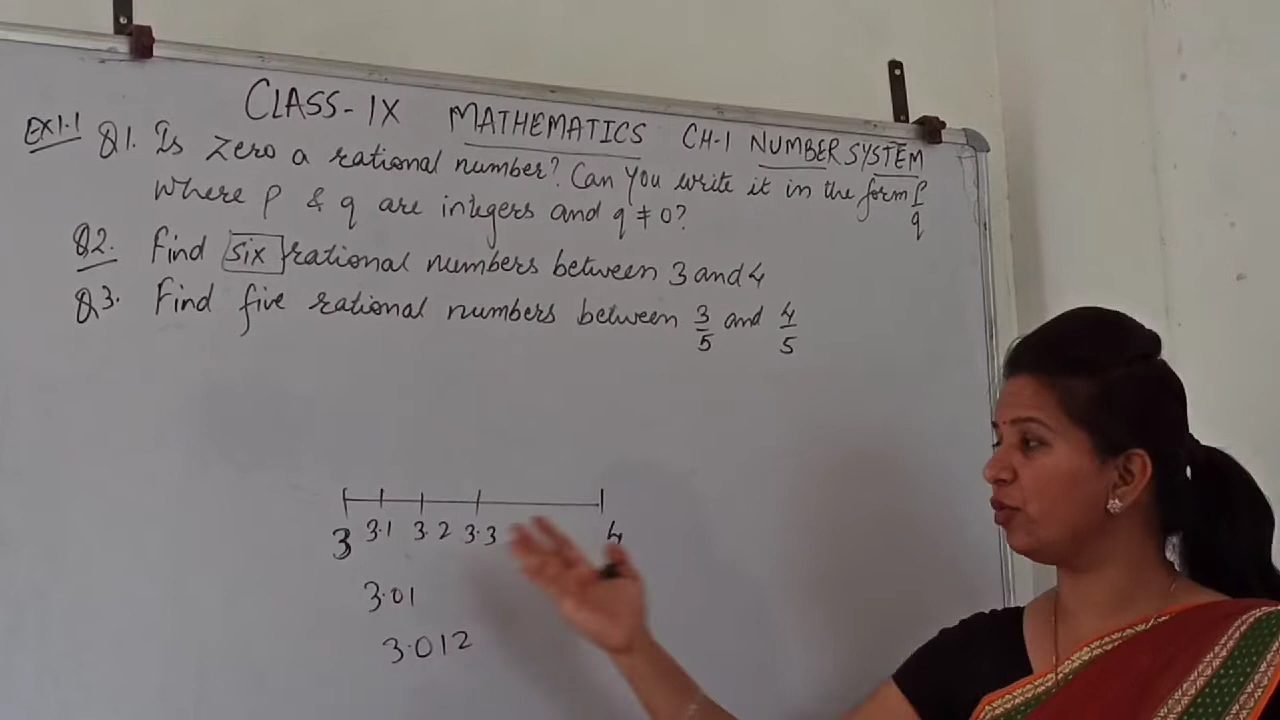 CLASS-IX MATHEMATICS CH-1 NUMBER SYSTEM
EX1.1 Q1. Is zero a rational number? Can you write it in the form p/q
where p & q are integers and q ≠ 0?
Q2. Find six rational numbers between 3 and 4
Q3. Find five rational numbers between 3/5 and 4/5
3 3.1 3.2 3.3 4
3.01
3.012